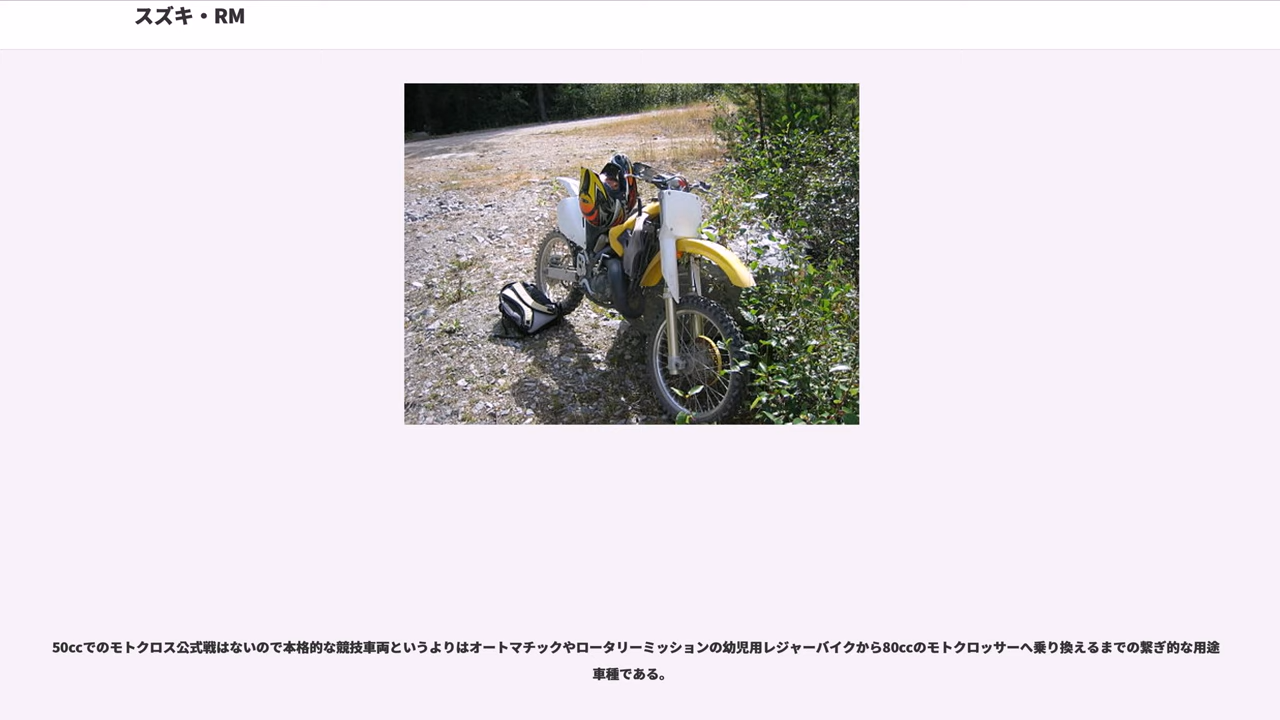 スズキ・RM
50ccでのモトクロス公式戦はないので本格的な競技車両というよりはオートマチックやロータリーミッションの幼児用レジャーバイクから80ccのモトクロッサーへ乗り換えるまでの繋ぎ的な用途
車種である。